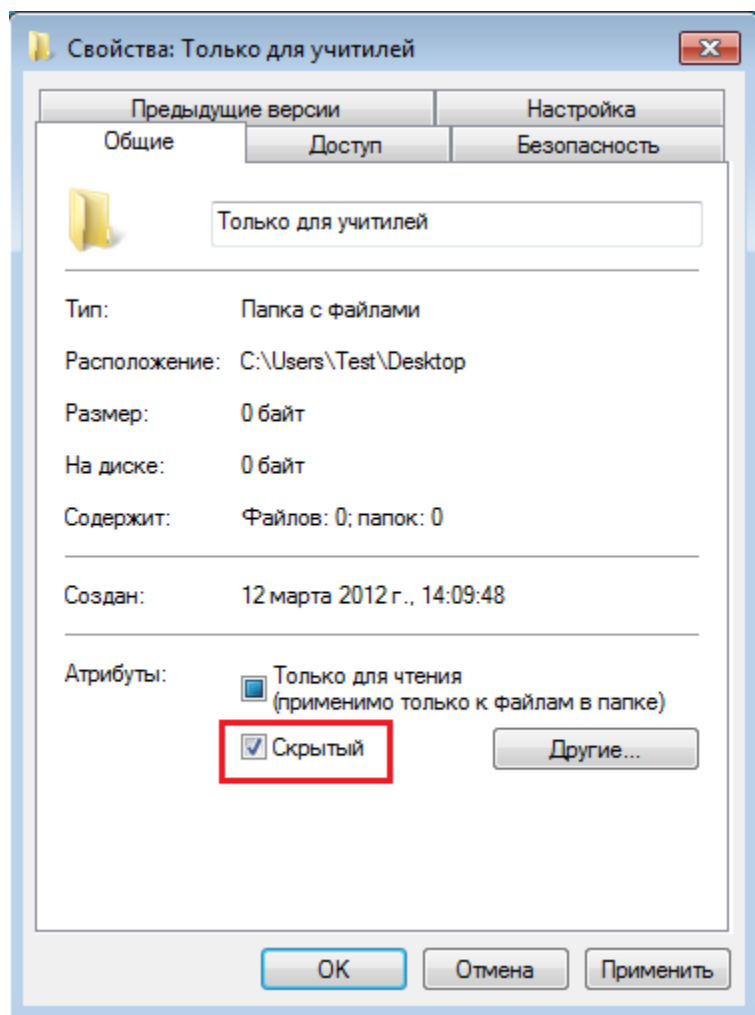 Свойства: Только для учитилей
Предыдущие версии
Настройка
Общие
Доступ
Безопасность
Только для учитилей
Тип: Папка с файлами
Расположение: C:\Users\Test\Desktop
Размер: 0 байт
На диске: 0 байт
Содержит: Файлов: 0; папок: 0
Создан: 12 марта 2012 г., 14:09:48
Атрибуты: Только для чтения
(применимо только к файлам в папке)
Скрытый
Другие...
OK
Отмена
Применить